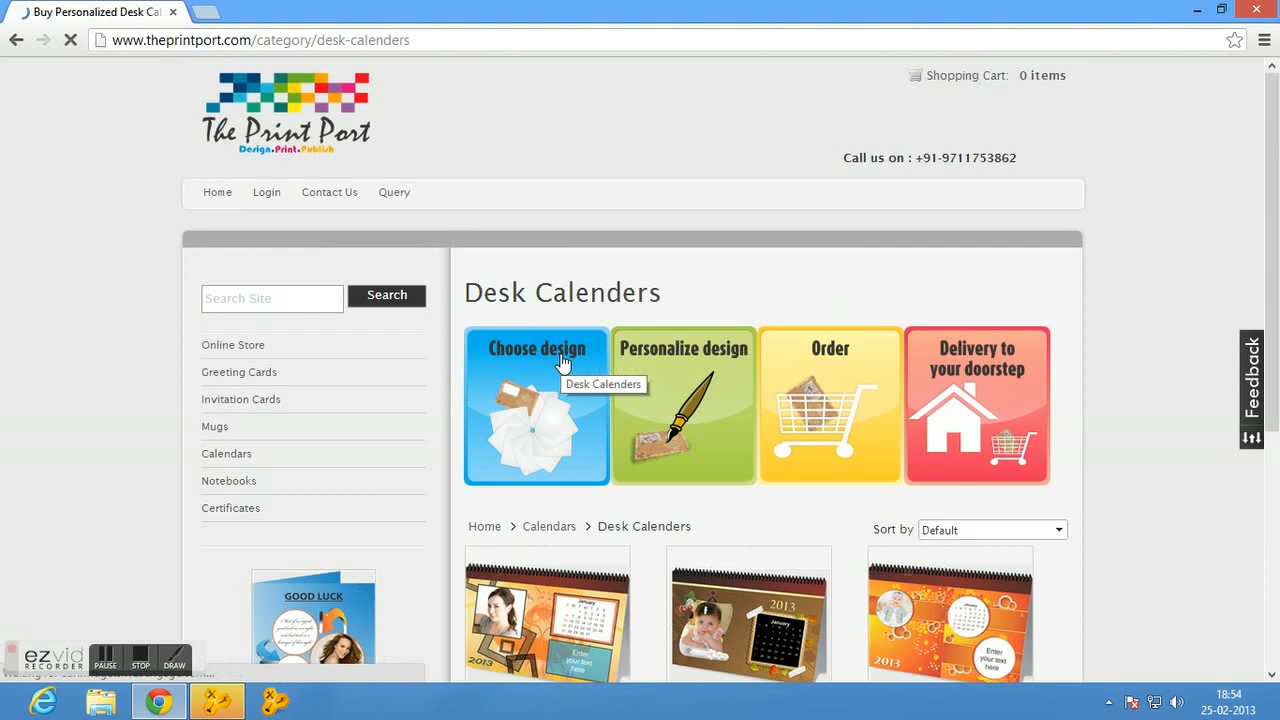 Buy Personalized Desk Cal
www.theprintport.com/category/desk-calenders
Shopping Cart: 0 items
The Print Port
Design.Print.Publish
Call us on : +91-9711753862
Home Login Contact Us Query
Search Site Search
Desk Calenders
Online Store
Greeting Cards
Invitation Cards
Mugs
Calendars
Notebooks
Certificates
Choose design
Personalize design
Order
Delivery to
your doorstep
Desk Calenders
Feedback
Home > Calendars > Desk Calenders
Sort by Default
GOOD LUCK
January
2013
Enter
your text
here
2013
January
January
2013
Enter
your text
here
ezvid
RECORDER
PAUSE STOP DRAW
18:54
25-02-2013